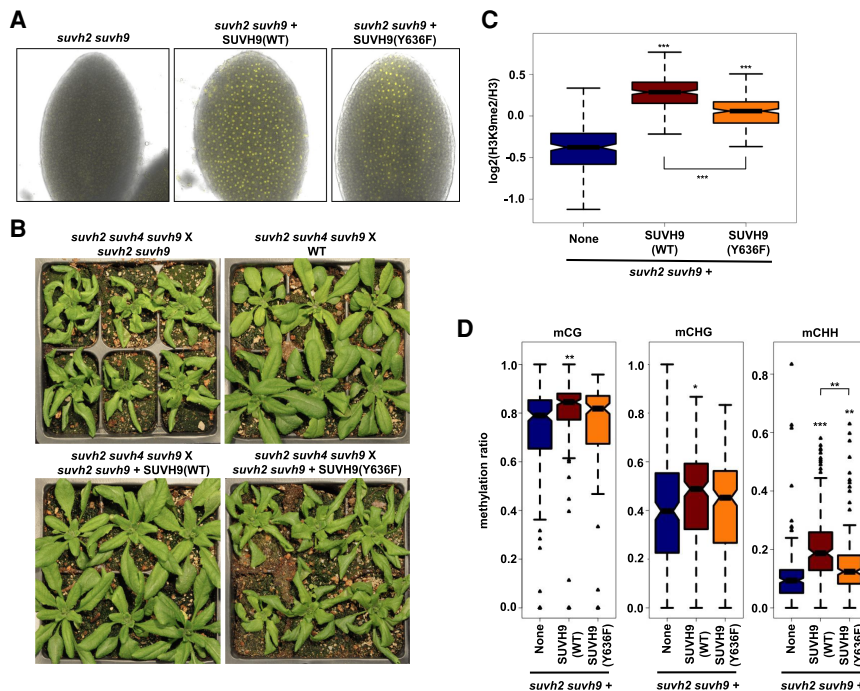 A
suvh2 suvh9
suvh2 suvh9 +
SUVH9(WT)
suvh2 suvh9 +
SUVH9(Y636F)
B
suvh2 suvh4 suvh9 X
suvh2 suvh9
suvh2 suvh4 suvh9 X
WT
suvh2 suvh4 suvh9 X
suvh2 suvh9 + SUVH9(WT)
suvh2 suvh4 suvh9 X
suvh2 suvh9 + SUVH9(Y636F)
C
log2(H3K9me2/H3)
0.5
0.0
-0.5
-1.0
***
***
***
None
SUVH9
(WT)
SUVH9
(Y636F)
suvh2 suvh9 +
D
methylation ratio
mCG
1.0
0.8
0.6
0.4
0.2
0.0
**
None
SUVH9
(WT)
SUVH9
(Y636F)
suvh2 suvh9 +
mCHG
1.0
0.8
0.6
0.4
0.2
0.0
*
None
SUVH9
(WT)
SUVH9
(Y636F)
suvh2 suvh9 +
mCHH
0.8
0.6
0.4
0.2
0.0
**
***
**
None
SUVH9
(WT)
SUVH9
(Y636F)
suvh2 suvh9 +